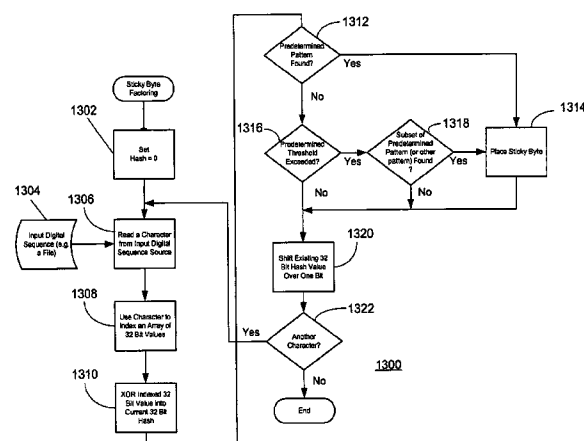 Sticky Byte
Factoring
1302
Set
Hash = 0
1304
Input Digital
Sequence (e.g.
a File)
1306
Read a Character
from Input Digital
Sequence Source
1308
Use Character to
Index an Array of
32 Bit Values
1310
XOR Indexed 32
Bit Value into
Current 32 Bit
Hash
1312
Predetermined
Pattern
Found?
Yes
No
1314
Place Sticky Byte
1316
Predetermined
Threshold
Exceeded?
Yes
No
1318
Subset of
Predetermined
Pattern (or other
pattern) Found
?
Yes
No
1320
Shift Existing 32
Bit Hash Value
Over One Bit
1322
Another
Character?
Yes
No
End
1300